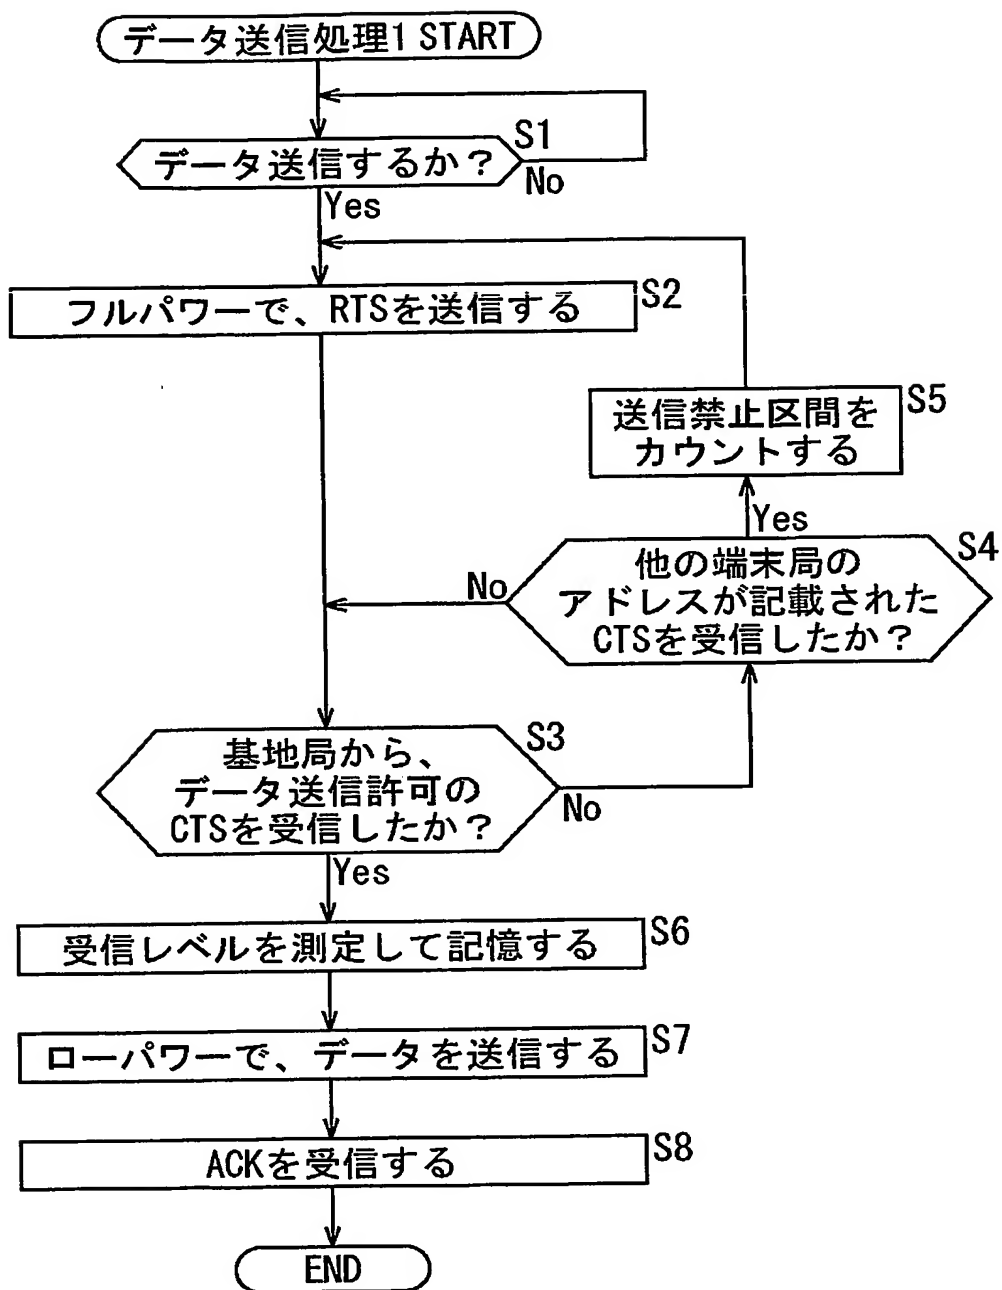 データ送信処理1 START
S1
データ送信するか？
No
Yes
フルパワーで、RTSを送信する
S2
送信禁止区間を
カウントする
S5
Yes
S4
他の端末局の
アドレスが記載された
CTSを受信したか？
No
S3
基地局から、
データ送信許可の
CTSを受信したか？
No
Yes
受信レベルを測定して記憶する
S6
ローパワーで、データを送信する
S7
ACKを受信する
S8
END